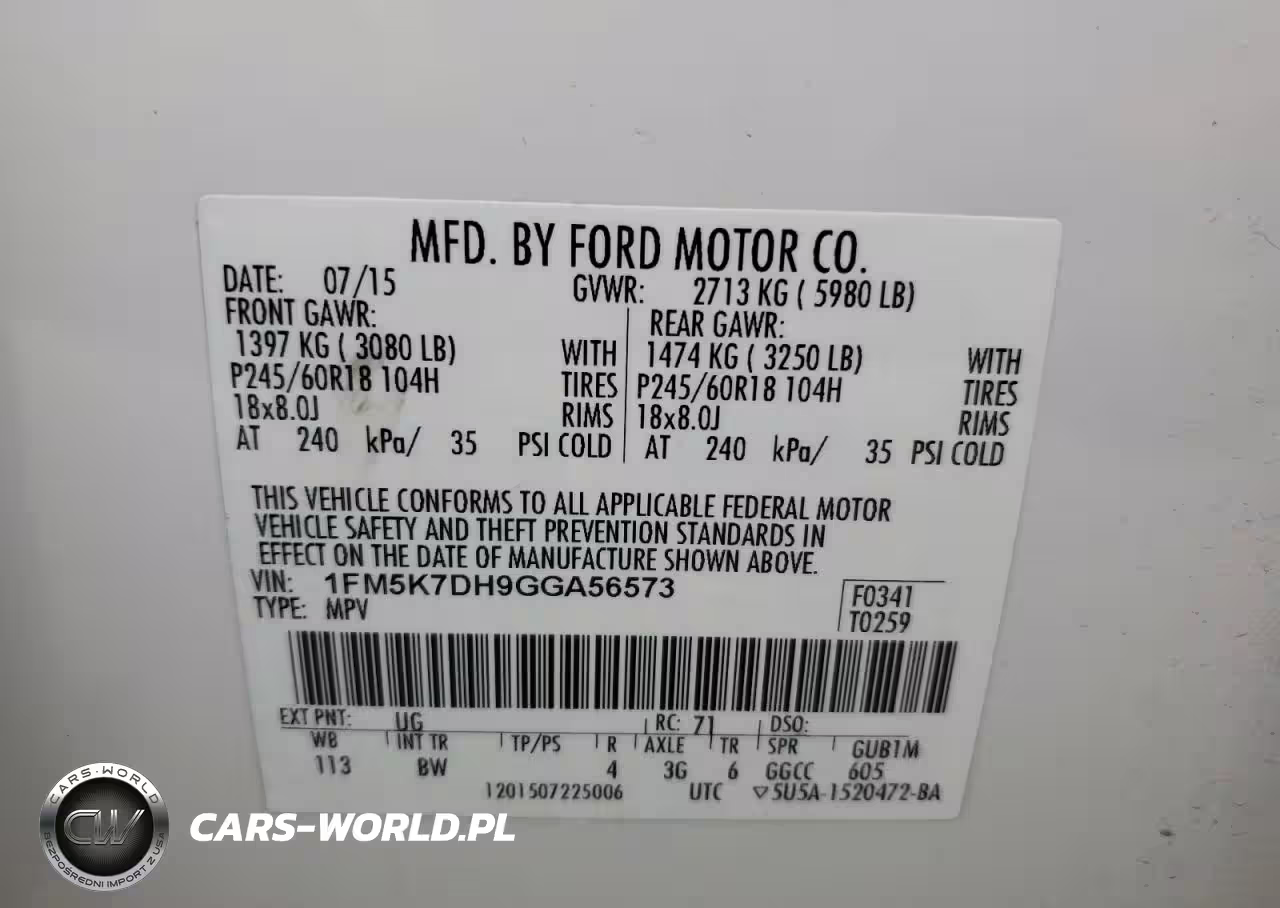 MFD. BY FORD MOTOR CO.
DATE: 07/15 GVWR: 2713 KG ( 5980 LB)
FRONT GAWR: REAR GAWR:
1397 KG ( 3080 LB) WITH 1474 KG ( 3250 LB) WITH
P245/60R18 104H TIRES P245/60R18 104H TIRES
18x8.0J RIMS 18x8.0J RIMS
AT 240 kPa/ 35 PSI COLD AT 240 kPa/ 35 PSI COLD
THIS VEHICLE CONFORMS TO ALL APPLICABLE FEDERAL MOTOR
VEHICLE SAFETY AND THEFT PREVENTION STANDARDS IN
EFFECT ON THE DATE OF MANUFACTURE SHOWN ABOVE.
VIN: 1FM5K7DH9GGA56573 F0341
TYPE: MPV T0259
EXT PNT: UG RC: 71 DSO:
WB INT TR TP/PS R AXLE TR SPR GUB1M
113 BW 4 3G 6 GGCC 605
1201507225006 UTC ▽5U5A-1520472-BA
CARS-WORLD
CW
BEZPOŚREDNI IMPORT Z USA
CARS-WORLD.PL